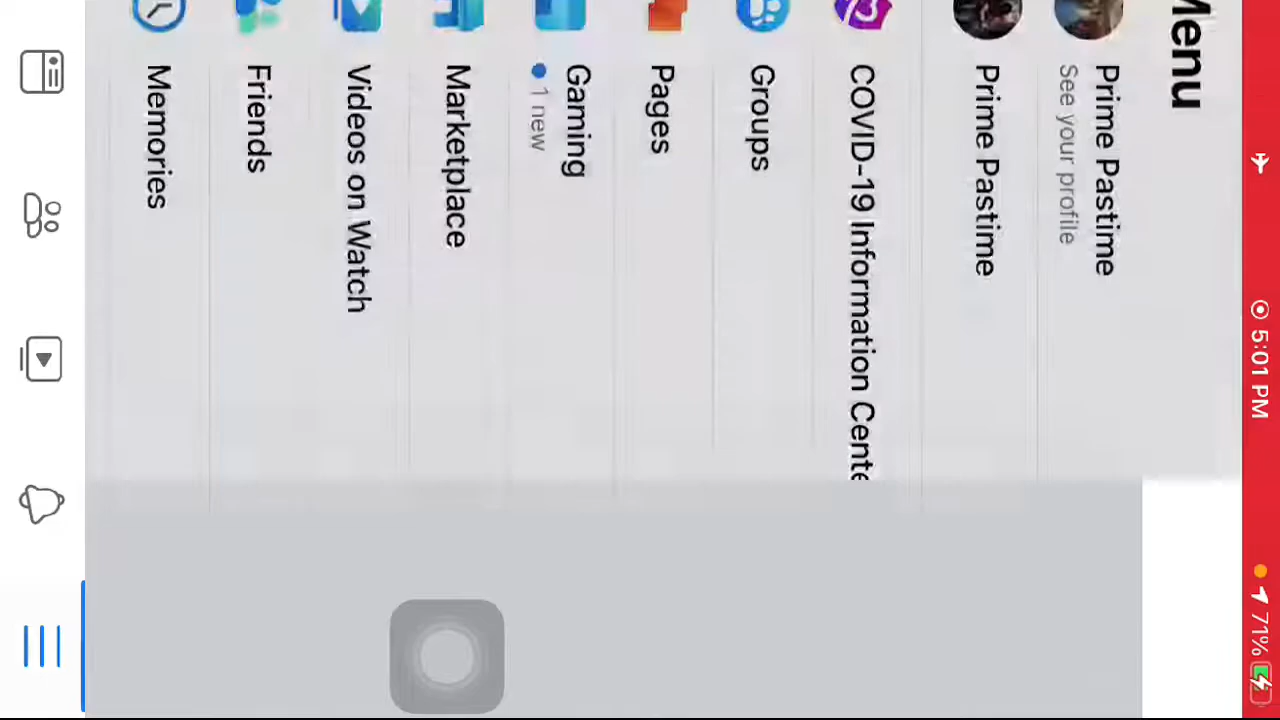 5:01 PM
71%
Menu
Prime Pastime
See your profile
Prime Pastime
COVID-19 Information Cente
Groups
Pages
Gaming
1 new
Marketplace
Videos on Watch
Friends
Memories